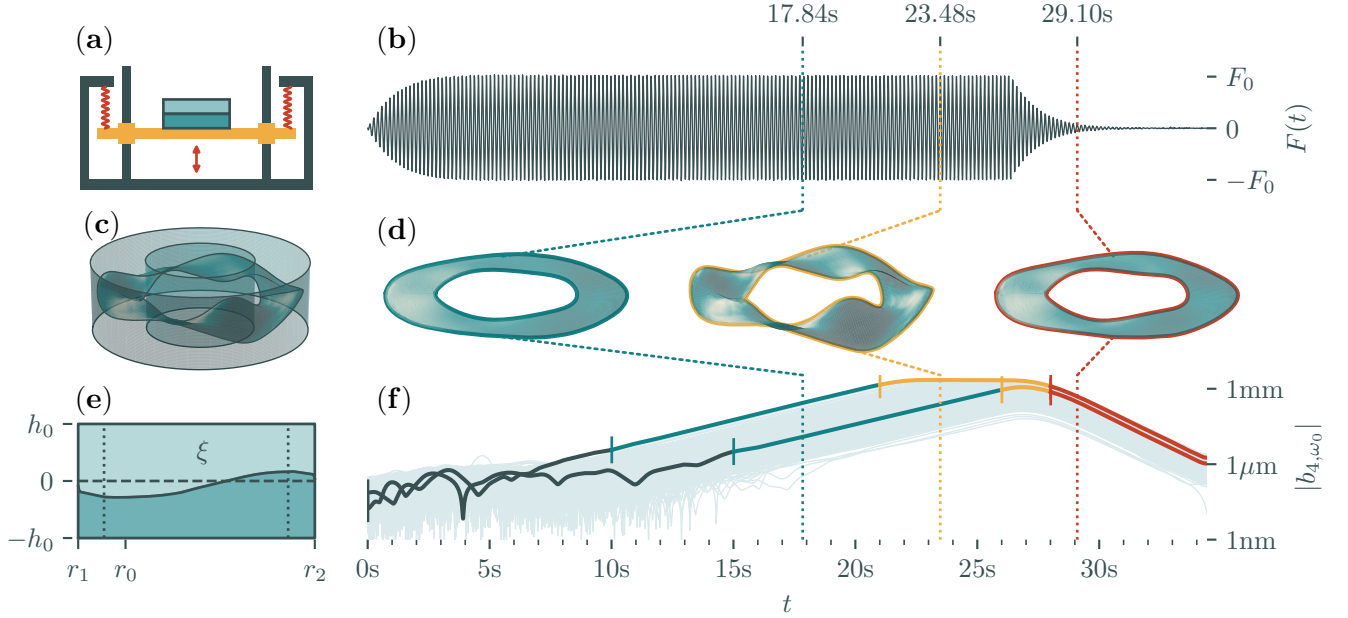 17.84s 23.48s 29.10s
(a)
(b)
F₀
0
−F₀
F(t)
(c)
(d)
(e)
h₀
0
−h₀
ξ
r₁ r₀ r₂
(f)
1mm
1μm
1nm
|b₄,ω₀|
0s 5s 10s 15s 20s 25s 30s
t